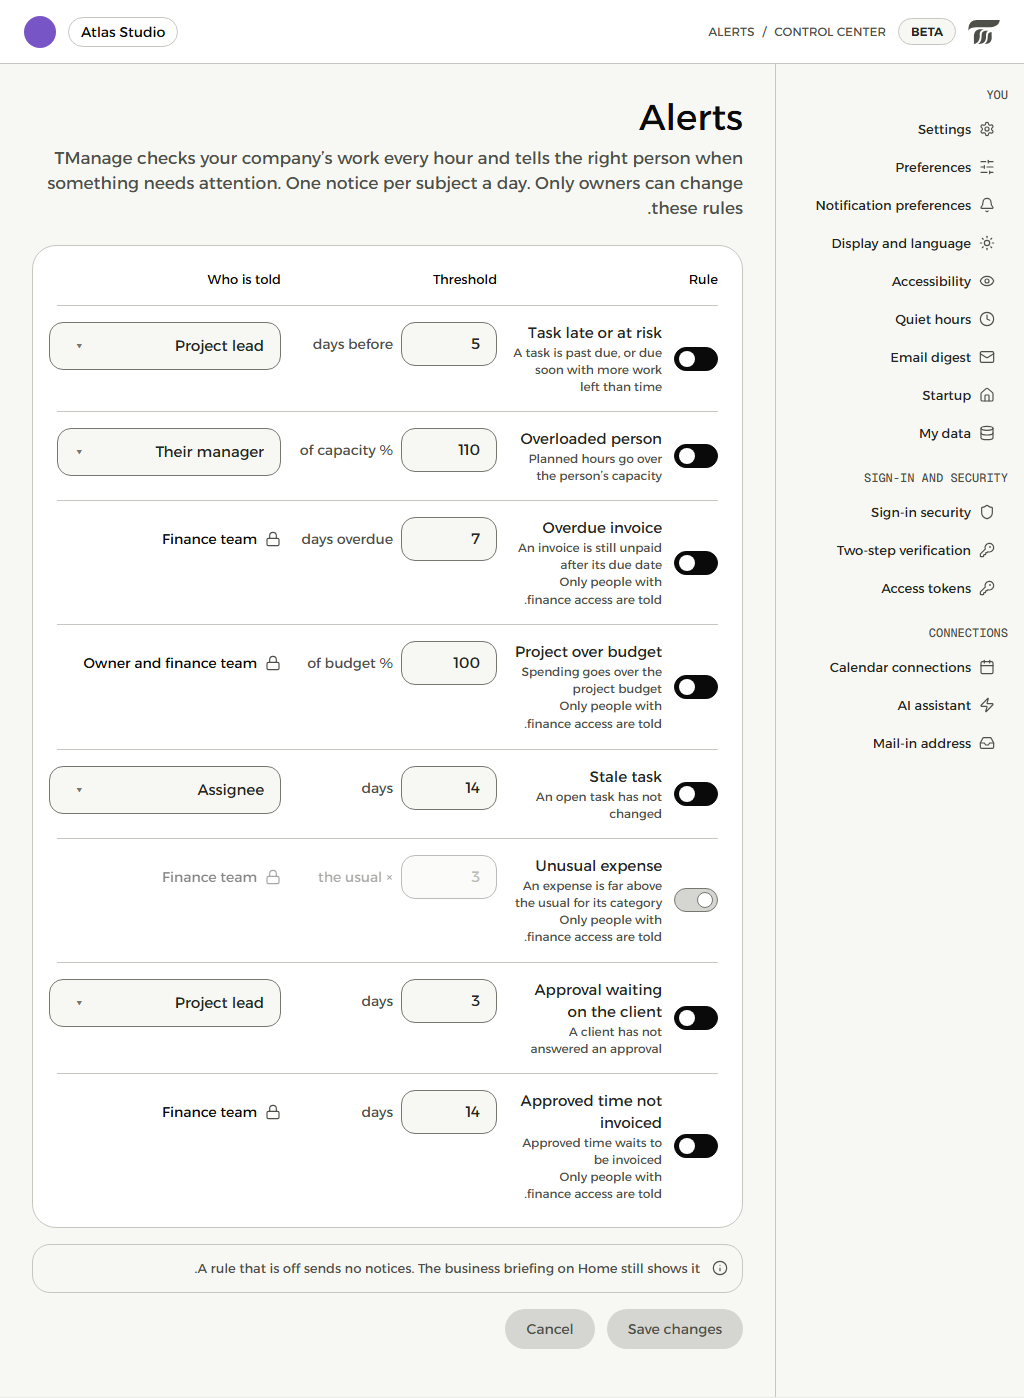 Atlas Studio
ALERTS / CONTROL CENTER
BETA
YOU
Settings
Preferences
Notification preferences
Display and language
Accessibility
Quiet hours
Email digest
Startup
My data
SIGN-IN AND SECURITY
Sign-in security
Two-step verification
Access tokens
CONNECTIONS
Calendar connections
AI assistant
Mail-in address
Alerts
TManage checks your company’s work every hour and tells the right person when
something needs attention. One notice per subject a day. Only owners can change
.these rules
Rule
Threshold
Who is told
Task late or at risk
A task is past due, or due
soon with more work
left than time
5
days before
Project lead
Overloaded person
Planned hours go over
the person’s capacity
110
of capacity %
Their manager
Overdue invoice
An invoice is still unpaid
after its due date
Only people with
.finance access are told
7
days overdue
Finance team
Project over budget
Spending goes over the
project budget
Only people with
.finance access are told
100
of budget %
Owner and finance team
Stale task
An open task has not
changed
14
days
Assignee
Unusual expense
An expense is far above
the usual for its category
Only people with
.finance access are told
3
the usual ×
Finance team
Approval waiting
on the client
A client has not
answered an approval
3
days
Project lead
Approved time not
invoiced
Approved time waits to
be invoiced
Only people with
.finance access are told
14
days
Finance team
.A rule that is off sends no notices. The business briefing on Home still shows it
Save changes
Cancel